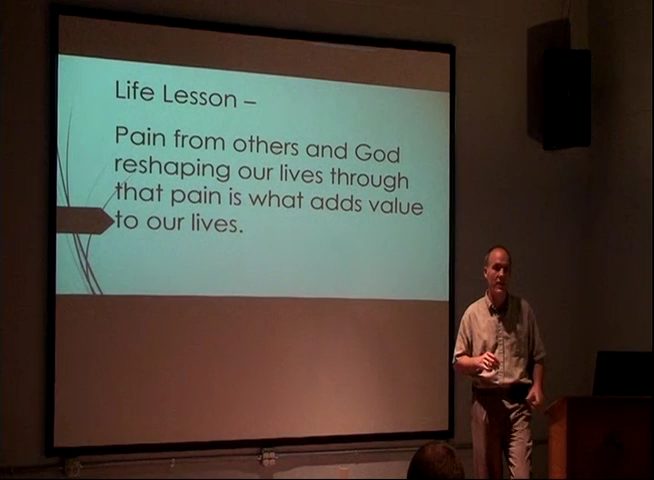 Life Lesson –
Pain from others and God
reshaping our lives through
that pain is what adds value
to our lives.